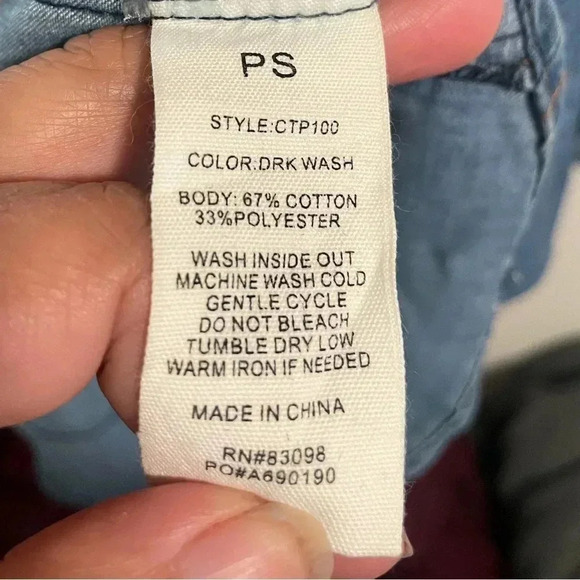 PS
STYLE:CTP100
COLOR:DRK WASH
BODY: 67% COTTON
33%POLYESTER
WASH INSIDE OUT
MACHINE WASH COLD
GENTLE CYCLE
DO NOT BLEACH
TUMBLE DRY LOW
WARM IRON IF NEEDED
MADE IN CHINA
RN#83098
PO#A690190